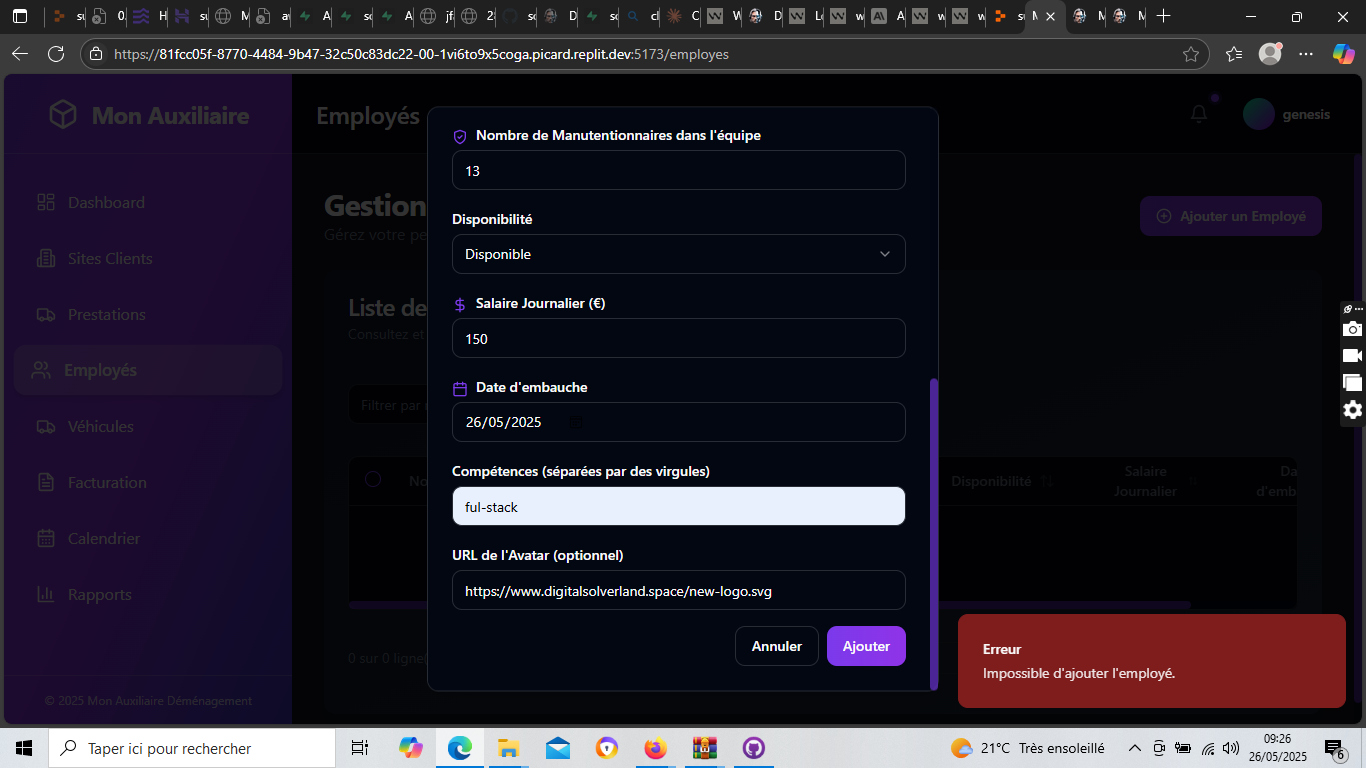 https://81fcc05f-8770-4484-9b47-32c50c83dc22-00-1vi6to9x5coga.picard.replit.dev:5173/employes
Mon Auxiliaire
Employés
genesis
Dashboard
Sites Clients
Prestations
Employés
Véhicules
Facturation
Calendrier
Rapports
© 2025 Mon Auxiliaire Déménagement
Gestion
Gérez votre pe
Ajouter un Employé
Liste de
Consultez et
Filtrer par
No
Disponibilité
Salaire
Journalier
Da
d'emb
0 sur 0 ligne(
Nombre de Manutentionnaires dans l'équipe
13
Disponibilité
Disponible
Salaire Journalier (€)
150
Date d'embauche
26/05/2025
Compétences (séparées par des virgules)
ful-stack
URL de l'Avatar (optionnel)
https://www.digitalsolverland.space/new-logo.svg
Annuler
Ajouter
Erreur
Impossible d'ajouter l'employé.
Taper ici pour rechercher
21°C Très ensoleillé
09:26
26/05/2025
6